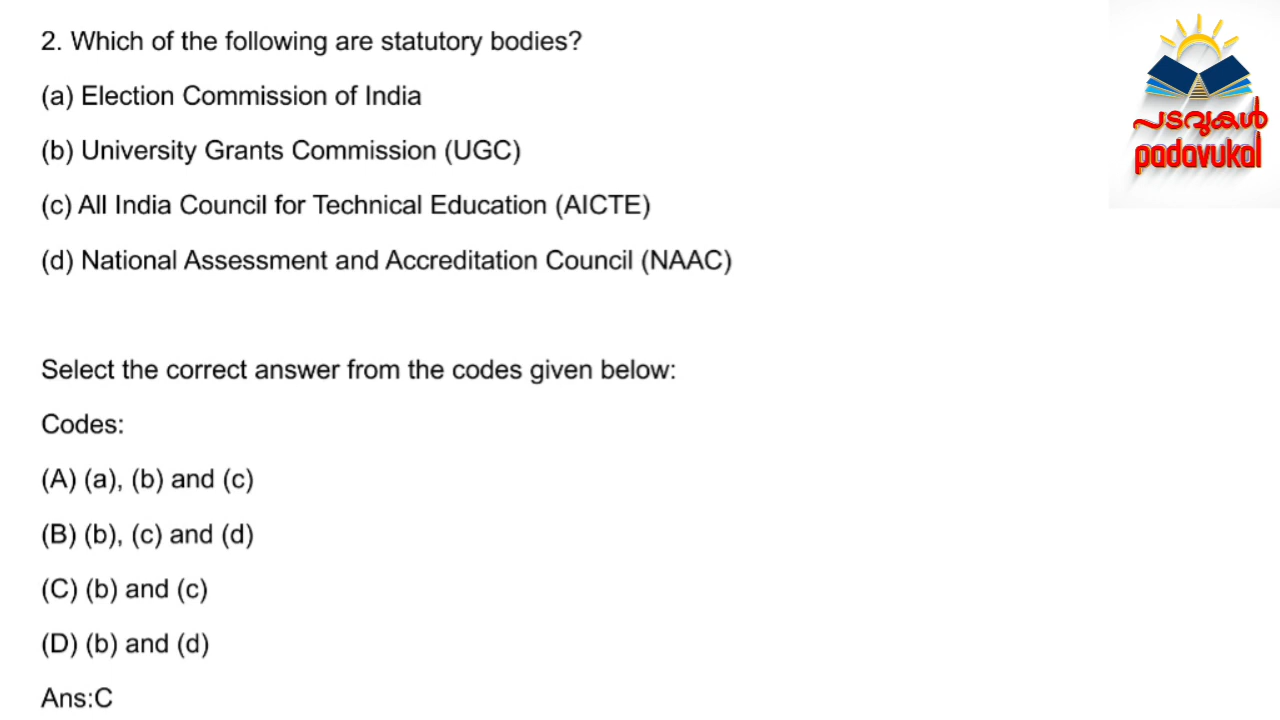 2. Which of the following are statutory bodies?
(a) Election Commission of India
(b) University Grants Commission (UGC)
(c) All India Council for Technical Education (AICTE)
(d) National Assessment and Accreditation Council (NAAC)
Select the correct answer from the codes given below:
Codes:
(A) (a), (b) and (c)
(B) (b), (c) and (d)
(C) (b) and (c)
(D) (b) and (d)
Ans:C
പടവുകൾ
padavukal